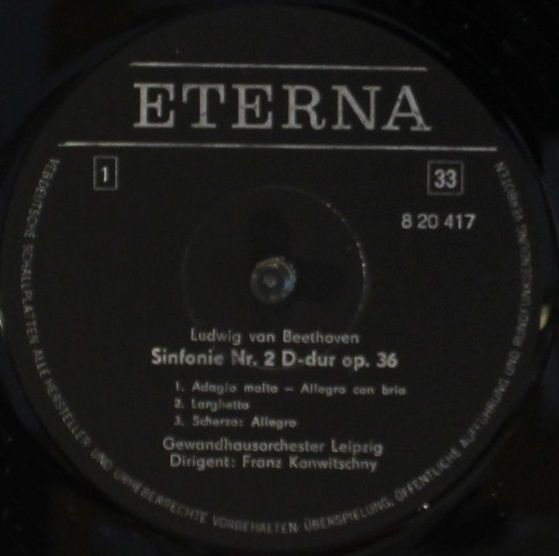 ETERNA
1
33
8 20 417
Ludwig van Beethoven
Sinfonie Nr. 2 D-dur op. 36
1. Adagio molto – Allegro con brio
2. Larghetto
3. Scherzo: Allegro
Gewandhausorchester Leipzig
Dirigent: Franz Konwitschny
VEB DEUTSCHE SCHALLPLATTEN ALLE HERSTELLER- UND URHEBERRECHTE VORGEHALTEN · ÜBERSPIELUNG, ÖFFENTLICHE AUFFÜHRUNG UND RUNDFUNKSENDUNG VERBOTEN